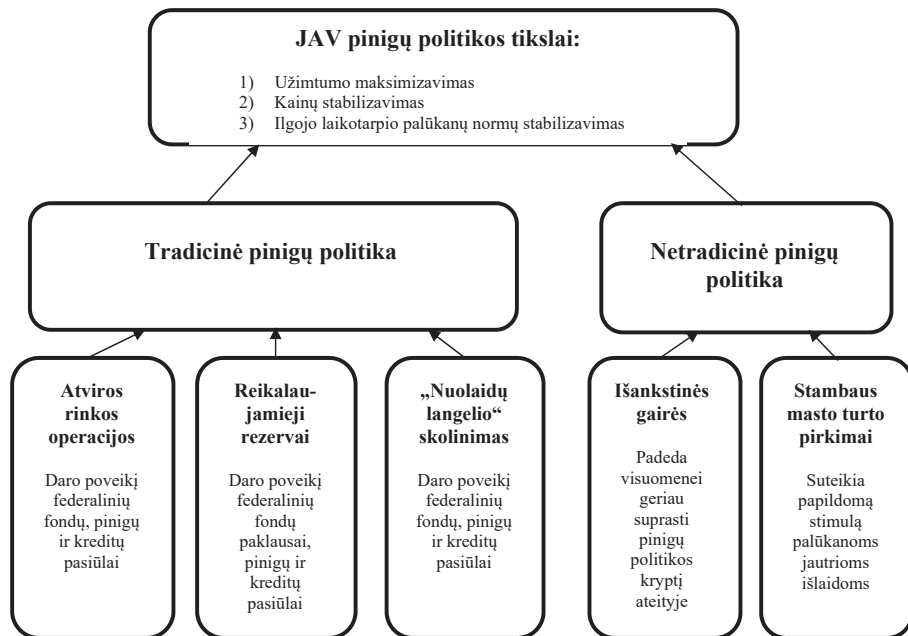 JAV pinigų politikos tikslai:
1) Užimtumo maksimizavimas
2) Kainų stabilizavimas
3) Ilgojo laikotarpio palūkanų normų stabilizavimas
Tradicinė pinigų politika
Netradicinė pinigų
politika
Atviros
rinkos
operacijos
Daro poveikį
federalinių
fondų, pinigų
ir kreditų
pasiūlai
Reikalau-
jamieji
rezervai
Daro poveikį
federalinių
fondų
paklausai,
pinigų ir
kreditų
pasiūlai
„Nuolaidų
langelio“
skolinimas
Daro poveikį
federalinių
fondų, pinigų
ir kreditų
pasiūlai
Išankstinės
gairės
Padeda
visuomenei
geriau
suprasti
pinigų
politikos
kryptį
ateityje
Stambaus
masto turto
pirkimai
Suteikia
papildomą
stimulą
palūkanoms
jautrioms
išlaidoms